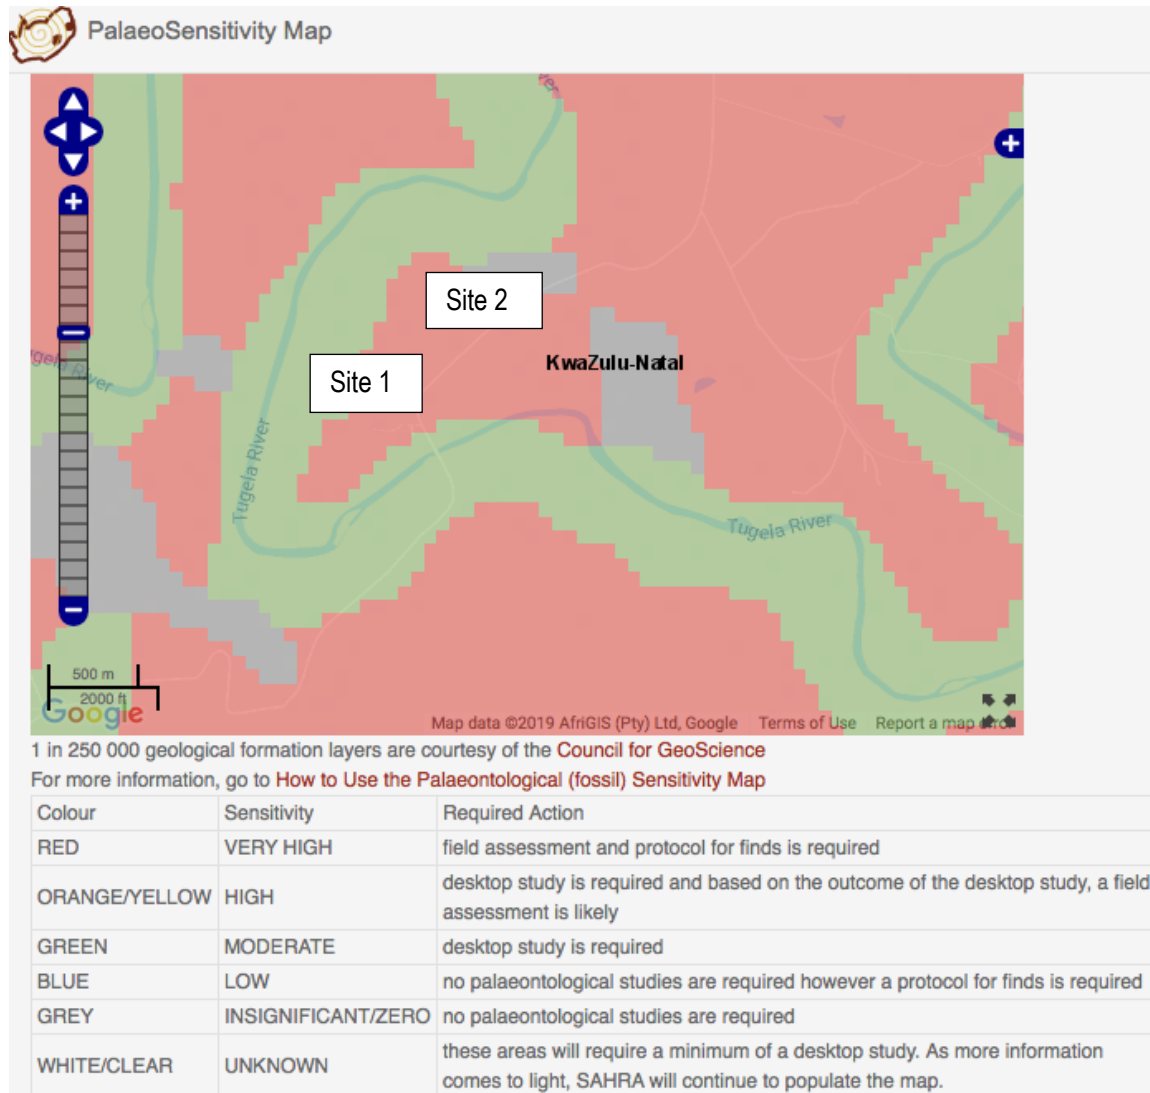 PalaeoSensitivity Map
ver
Site 2
KwaZulu-Natal
Site 1
River
Tugela River
Tugela River
500 m
2000 ft
Google
Map data ©2019 AfriGIS (Pty) Ltd, Google Terms of Use Report a map error
1 in 250 000 geological formation layers are courtesy of the Council for GeoScience
For more information, go to How to Use the Palaeontological (fossil) Sensitivity Map
Colour Sensitivity Required Action
RED VERY HIGH field assessment and protocol for finds is required
ORANGE/YELLOW HIGH desktop study is required and based on the outcome of the desktop study, a field
assessment is likely
GREEN MODERATE desktop study is required
BLUE LOW no palaeontological studies are required however a protocol for finds is required
GREY INSIGNIFICANT/ZERO no palaeontological studies are required
WHITE/CLEAR UNKNOWN these areas will require a minimum of a desktop study. As more information
comes to light, SAHRA will continue to populate the map.